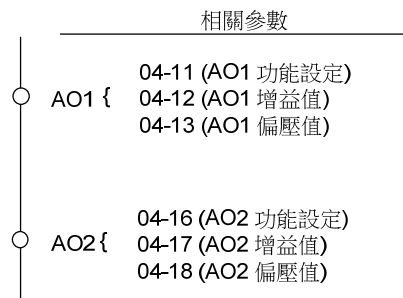 相關參數
04-11 (AO1 功能設定)
AO1 { 04-12 (AO1 增益值)
04-13 (AO1 偏壓值)
04-16 (AO2 功能設定)
AO2 { 04-17 (AO2 增益值)
04-18 (AO2 偏壓值)